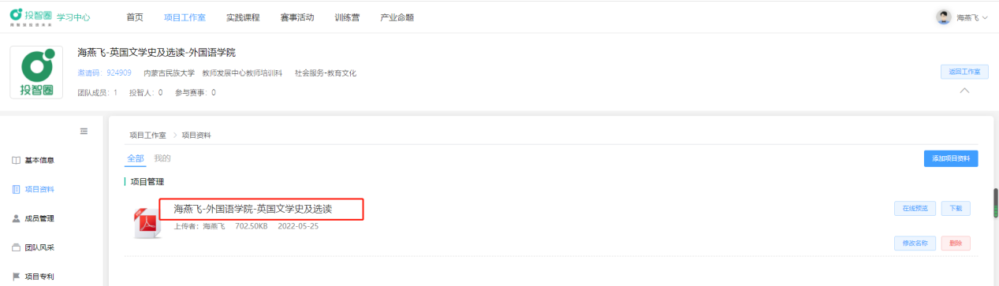 投智圈 学习中心 首页 项目工作室 实践课程 赛事活动 训练营 产业命题 海燕飞
海燕飞-英国文学史及选读-外国语学院
邀请码：924909 内蒙古民族大学 教师发展中心教师培训科 社会服务-教育文化
返回工作室
投智圈
团队成员：1 投智人：0 参与赛事：0
项目工作室 > 项目资料
全部 我的
添加项目资料
基本信息
项目管理
项目资料
海燕飞-外国语学院-英国文学史及选读
在线预览 下载
成员管理
上传者：海燕飞 702.50KB 2022-05-25
修改名称 删除
团队风采
项目专利